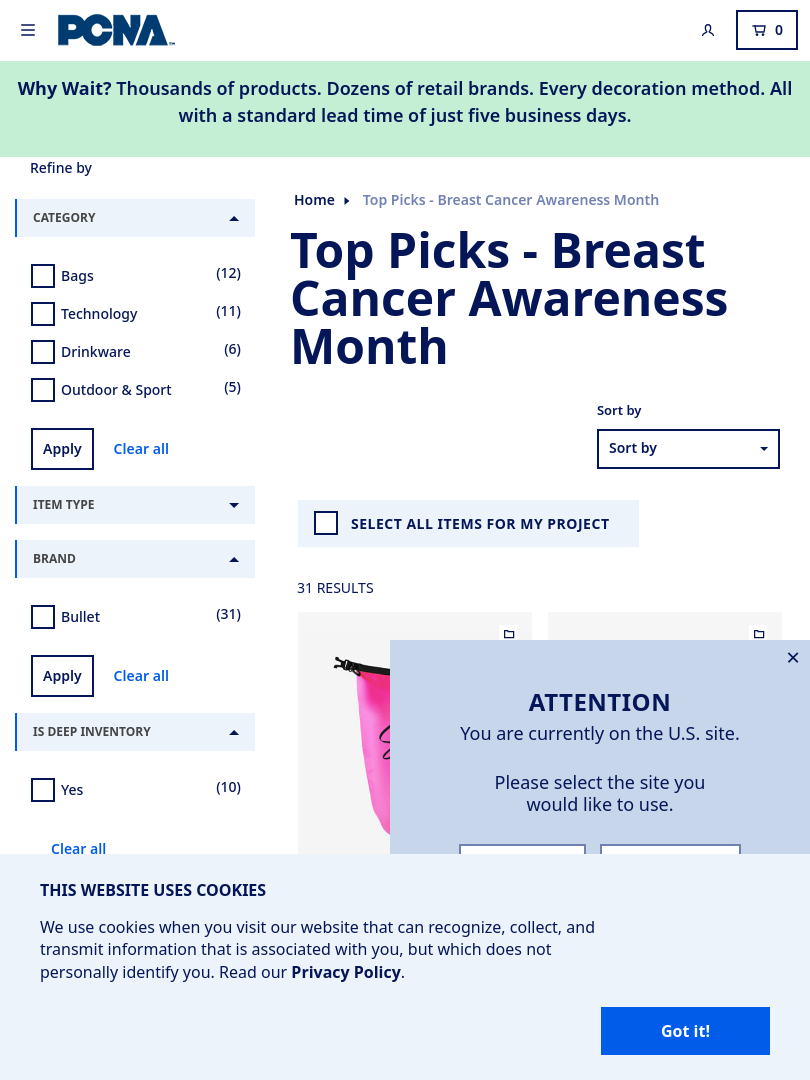 PCNA
0
Why Wait? Thousands of products. Dozens of retail brands. Every decoration method. All
with a standard lead time of just five business days.
Refine by
CATEGORY
Bags (12)
Technology (11)
Drinkware (6)
Outdoor & Sport (5)
Apply Clear all
ITEM TYPE
BRAND
Bullet (31)
Apply Clear all
IS DEEP INVENTORY
Yes (10)
Clear all
Home Top Picks - Breast Cancer Awareness Month
Top Picks - Breast
Cancer Awareness
Month
Sort by
Sort by
SELECT ALL ITEMS FOR MY PROJECT
31 RESULTS
ATTENTION
You are currently on the U.S. site.
Please select the site you
would like to use.
THIS WEBSITE USES COOKIES
We use cookies when you visit our website that can recognize, collect, and
transmit information that is associated with you, but which does not
personally identify you. Read our Privacy Policy.
Got it!